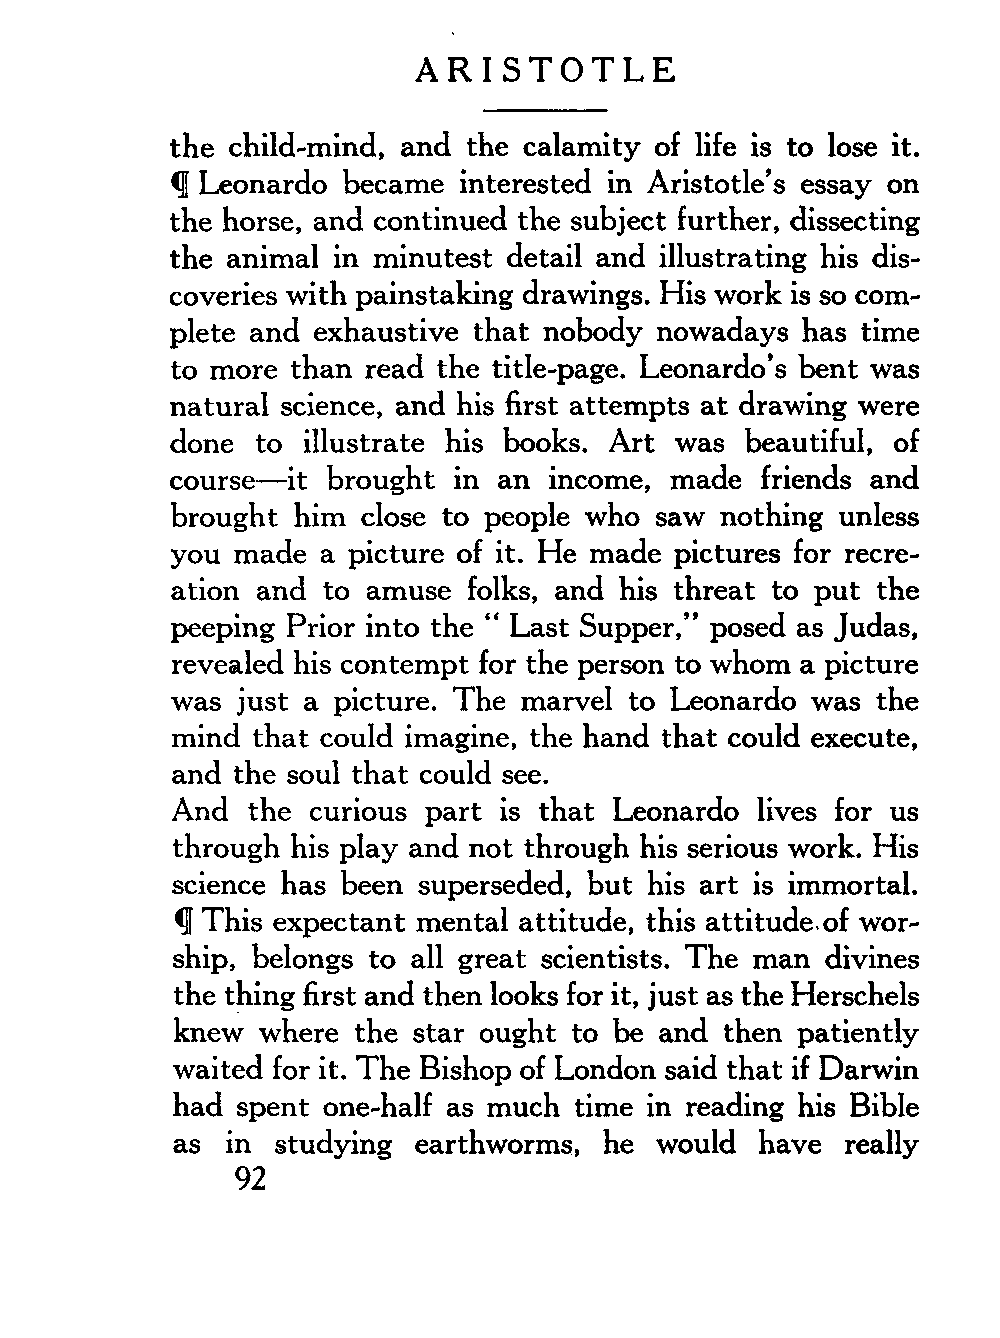 ARISTOTLE
the child-mind, and the calamity of life is to lose it.
¶ Leonardo became interested in Aristotle's essay on
the horse, and continued the subject further, dissecting
the animal in minutest detail and illustrating his dis-
coveries with painstaking drawings. His work is so com-
plete and exhaustive that nobody nowadays has time
to more than read the title-page. Leonardo's bent was
natural science, and his first attempts at drawing were
done to illustrate his books. Art was beautiful, of
course—it brought in an income, made friends and
brought him close to people who saw nothing unless
you made a picture of it. He made pictures for recre-
ation and to amuse folks, and his threat to put the
peeping Prior into the " Last Supper," posed as Judas,
revealed his contempt for the person to whom a picture
was just a picture. The marvel to Leonardo was the
mind that could imagine, the hand that could execute,
and the soul that could see.
And the curious part is that Leonardo lives for us
through his play and not through his serious work. His
science has been superseded, but his art is immortal.
¶ This expectant mental attitude, this attitude of wor-
ship, belongs to all great scientists. The man divines
the thing first and then looks for it, just as the Herschels
knew where the star ought to be and then patiently
waited for it. The Bishop of London said that if Darwin
had spent one-half as much time in reading his Bible
as in studying earthworms, he would have really
92